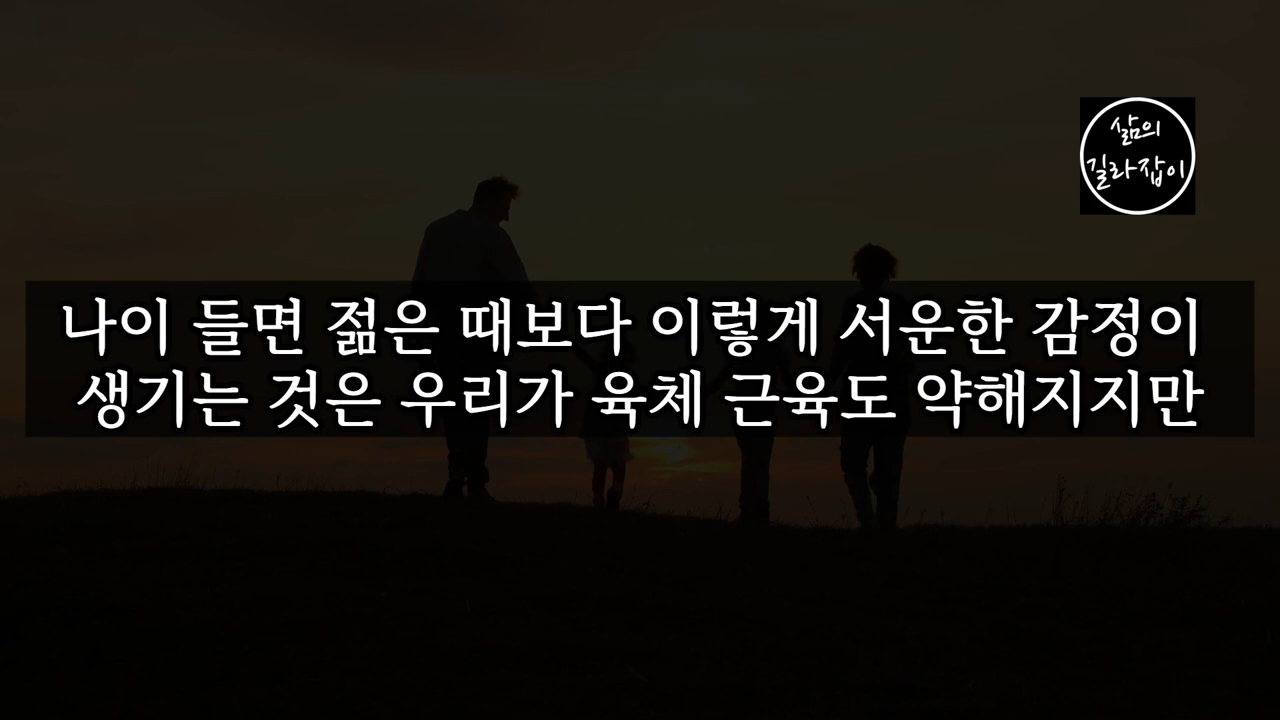 삶의
길라잡이
나이 들면 젊은 때보다 이렇게 서운한 감정이
생기는 것은 우리가 육체 근육도 약해지지만